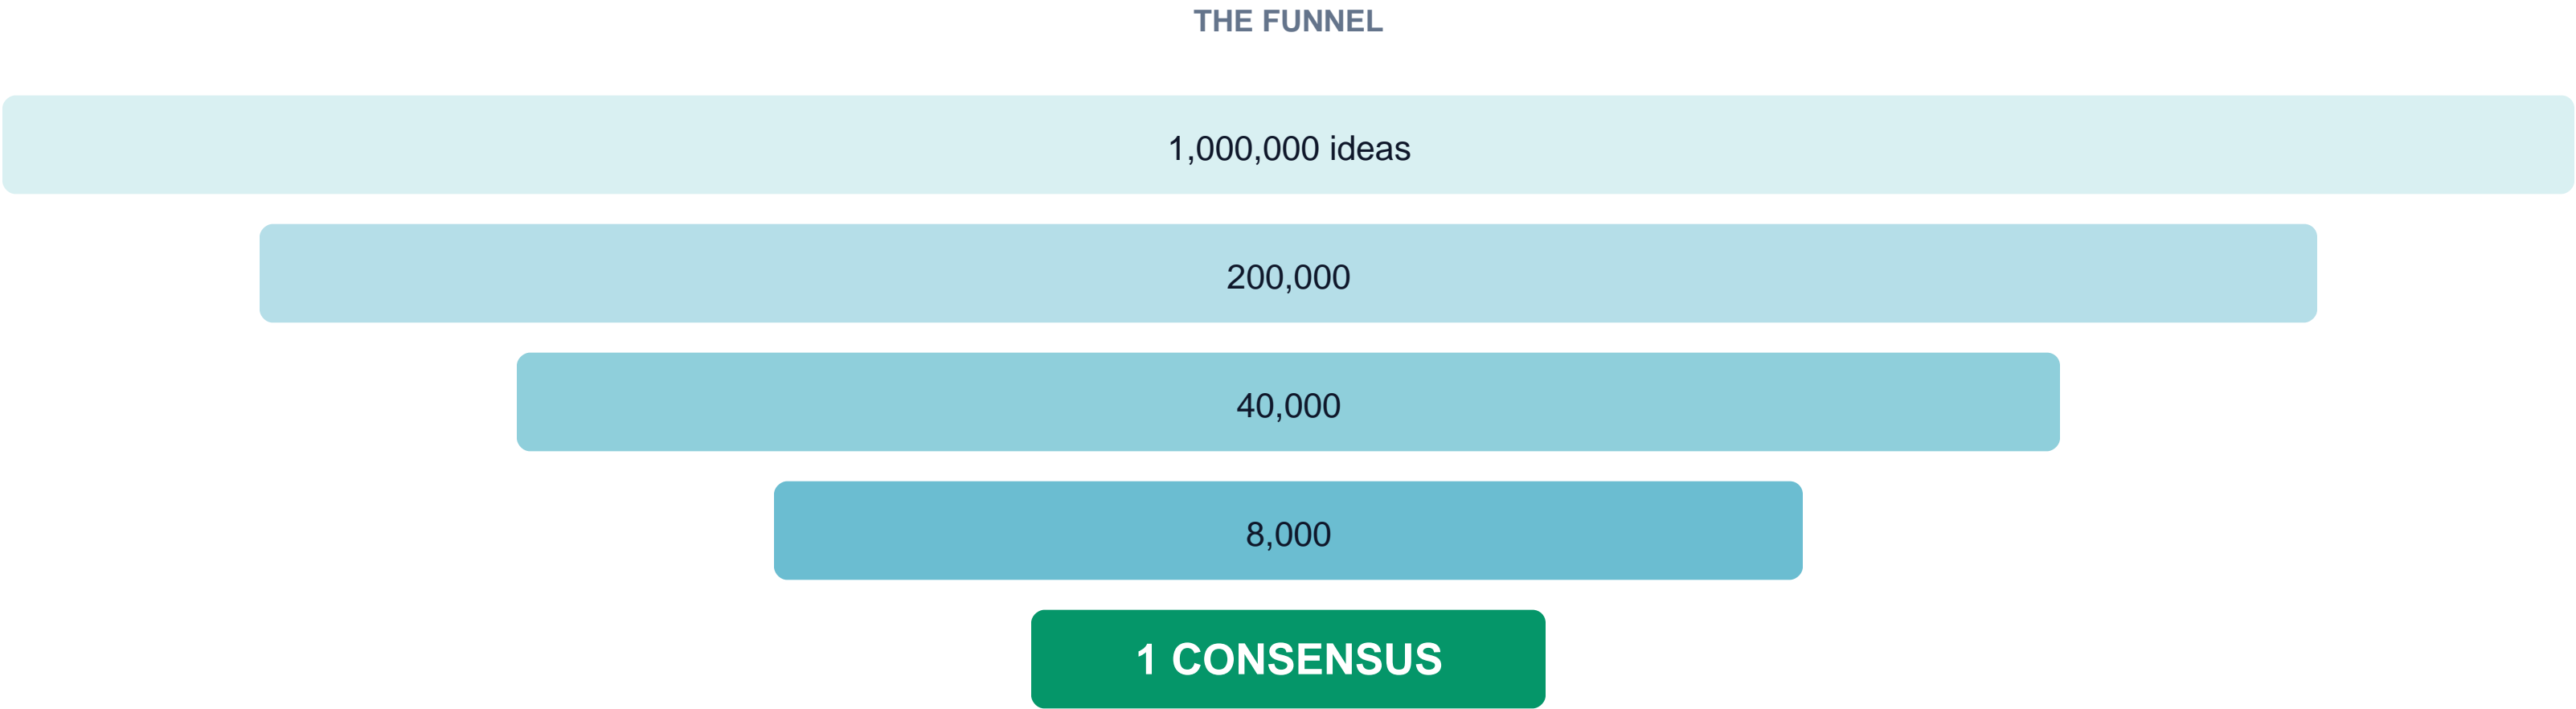 THE FUNNEL
1,000,000 ideas
200,000
40,000
8,000
1 CONSENSUS